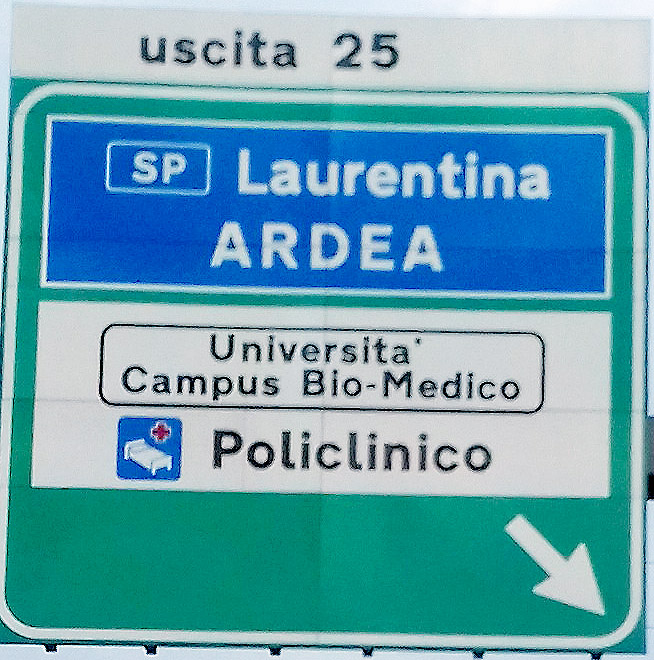 uscita 25
SP Laurentina
ARDEA
Universita'
Campus Bio-Medico
Policlinico